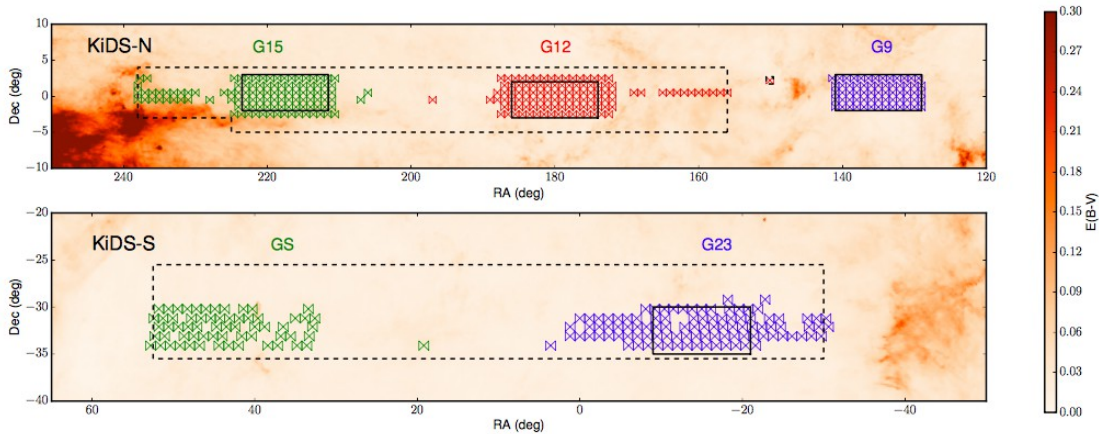 KiDS-N
G15
G12
G9
10
5
0
−5
−10
Dec (deg)
240
220
200
180
160
140
120
RA (deg)
KiDS-S
GS
G23
−20
−25
−30
−35
−40
Dec (deg)
60
40
20
0
−20
−40
RA (deg)
0.30
0.27
0.24
0.21
0.18
0.15
0.12
0.09
0.06
0.03
0.00
E(B-V)